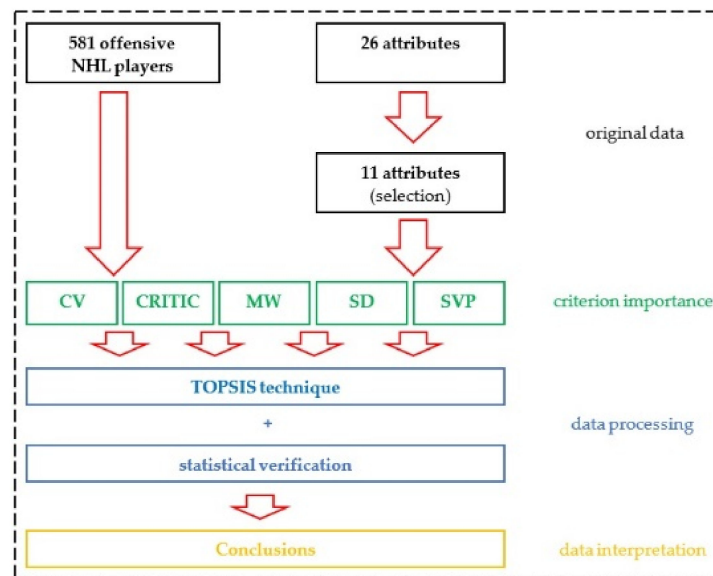 581 offensive
NHL players
26 attributes
original data
11 attributes
(selection)
CV
CRITIC
MW
SD
SVP
criterion importance
TOPSIS technique
+
data processing
statistical verification
Conclusions
data interpretation